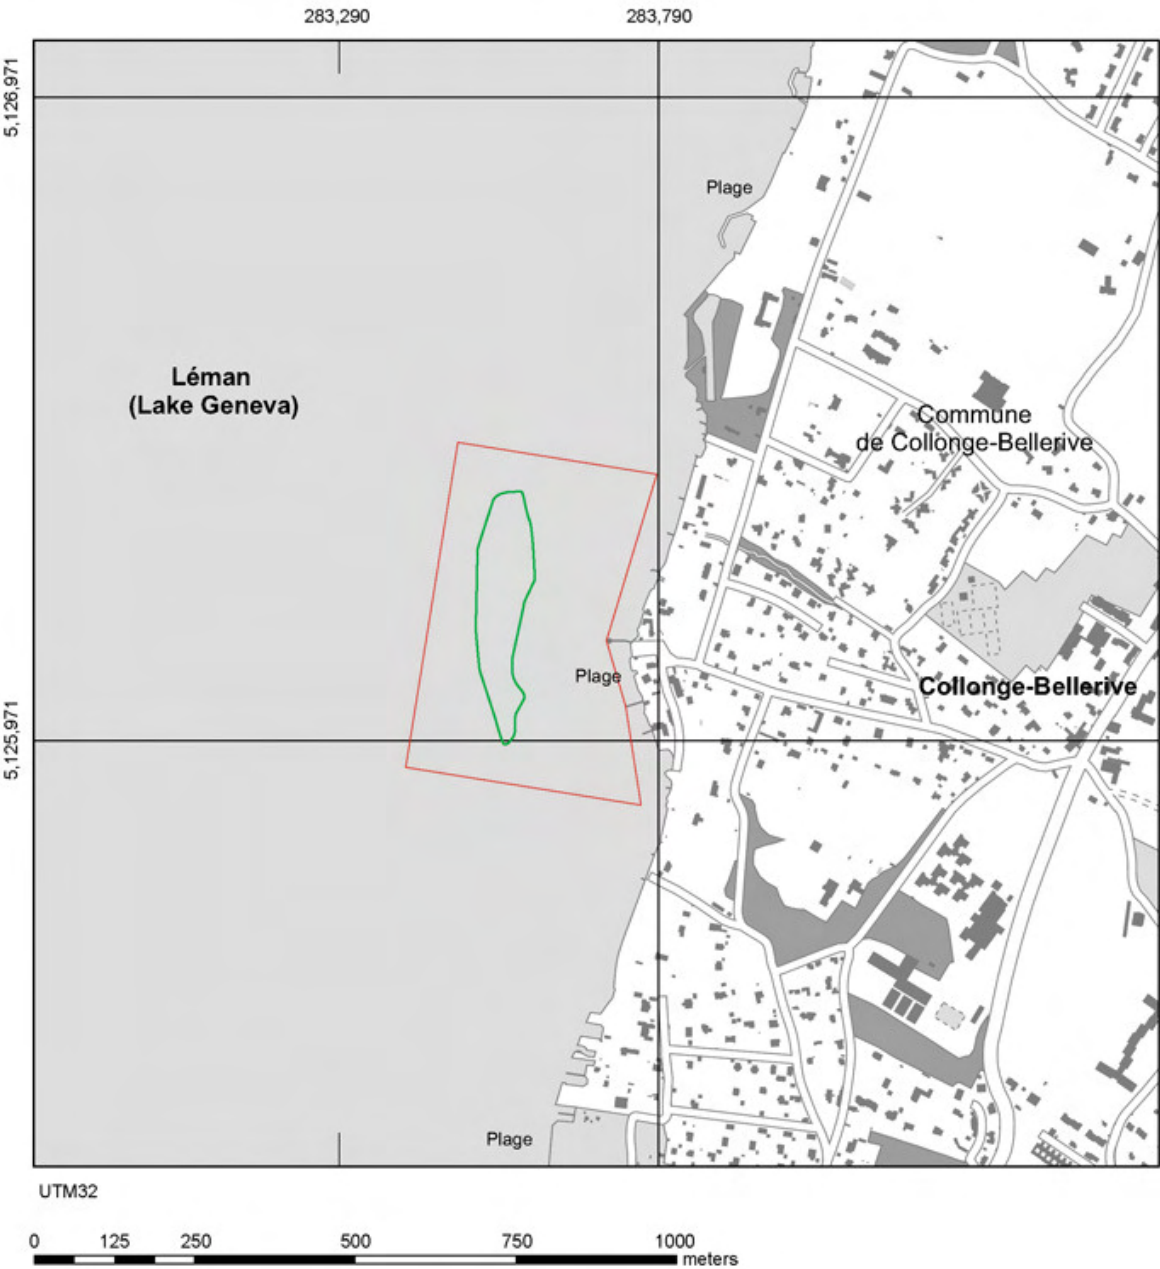 283,290
283,790
5,126,971
Plage
Léman
(Lake Geneva)
Commune
de Collonge-Bellerive
Plage
Collonge-Bellerive
5,125,971
Plage
UTM32
0 125 250 500 750 1000
meters